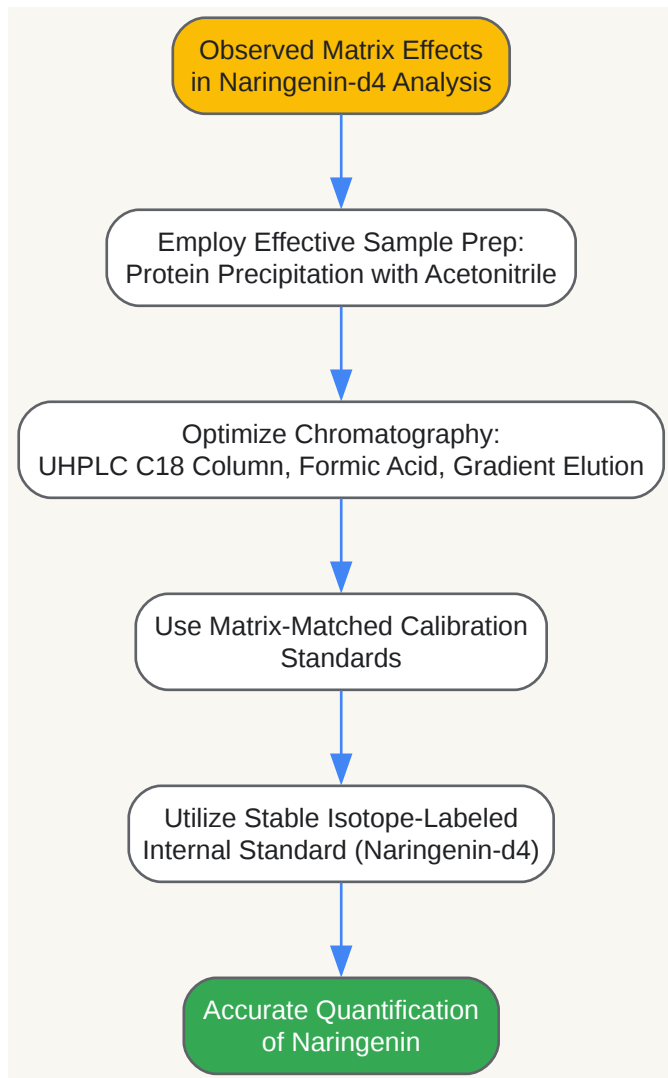 Observed Matrix Effects
in Naringenin-d4 Analysis
Employ Effective Sample Prep:
Protein Precipitation with Acetonitrile
Optimize Chromatography:
UHPLC C18 Column, Formic Acid, Gradient Elution
Use Matrix-Matched Calibration
Standards
Utilize Stable Isotope-Labeled
Internal Standard (Naringenin-d4)
Accurate Quantification
of Naringenin